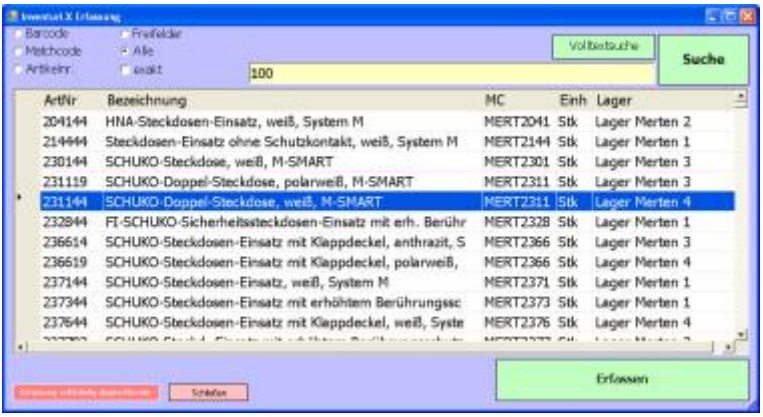 Inventur X Erfassung
Barcode Freifelder
Matchcode Alle Volltextsuche Suche
Artikelnr. exakt 100
ArtNr Bezeichnung MC Einh Lager
204144 HNA-Steckdosen-Einsatz, weiß, System M MERT2041 Stk Lager Merten 2
214444 Steckdosen-Einsatz ohne Schutzkontakt, weiß, System M MERT2144 Stk Lager Merten 1
230144 SCHUKO-Steckdose, weiß, M-SMART MERT2301 Stk Lager Merten 3
231119 SCHUKO-Doppel-Steckdose, polarweiß, M-SMART MERT2311 Stk Lager Merten 3
231144 SCHUKO-Doppel-Steckdose, weiß, M-SMART MERT2311 Stk Lager Merten 4
232844 FI-SCHUKO-Sicherheitssteckdosen-Einsatz mit erh. Berühr MERT2328 Stk Lager Merten 1
236614 SCHUKO-Steckdosen-Einsatz mit Klappdeckel, anthrazit, S MERT2366 Stk Lager Merten 3
236619 SCHUKO-Steckdosen-Einsatz mit Klappdeckel, polarweiß, MERT2366 Stk Lager Merten 4
237144 SCHUKO-Steckdosen-Einsatz, weiß, System M MERT2371 Stk Lager Merten 1
237344 SCHUKO-Steckdosen-Einsatz mit erhöhtem Berührungssc MERT2373 Stk Lager Merten 1
237644 SCHUKO-Steckdosen-Einsatz mit Klappdeckel, weiß, Syste MERT2376 Stk Lager Merten 4
Erfassen
Schließen